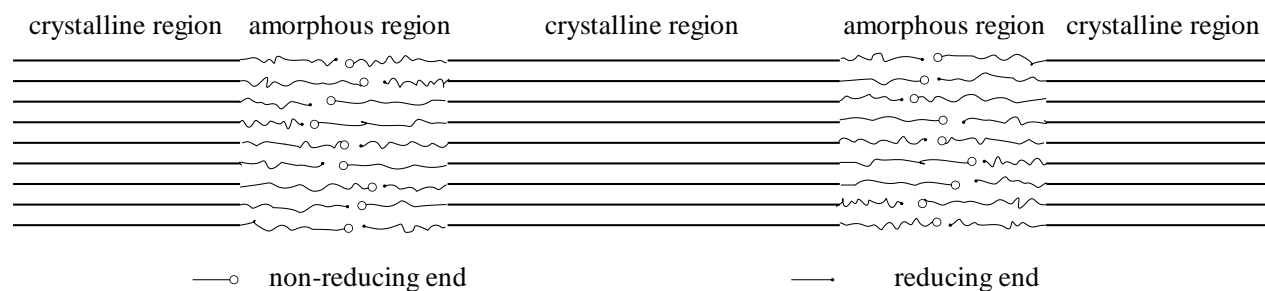 crystalline region amorphous region crystalline region amorphous region crystalline region
non-reducing end reducing end